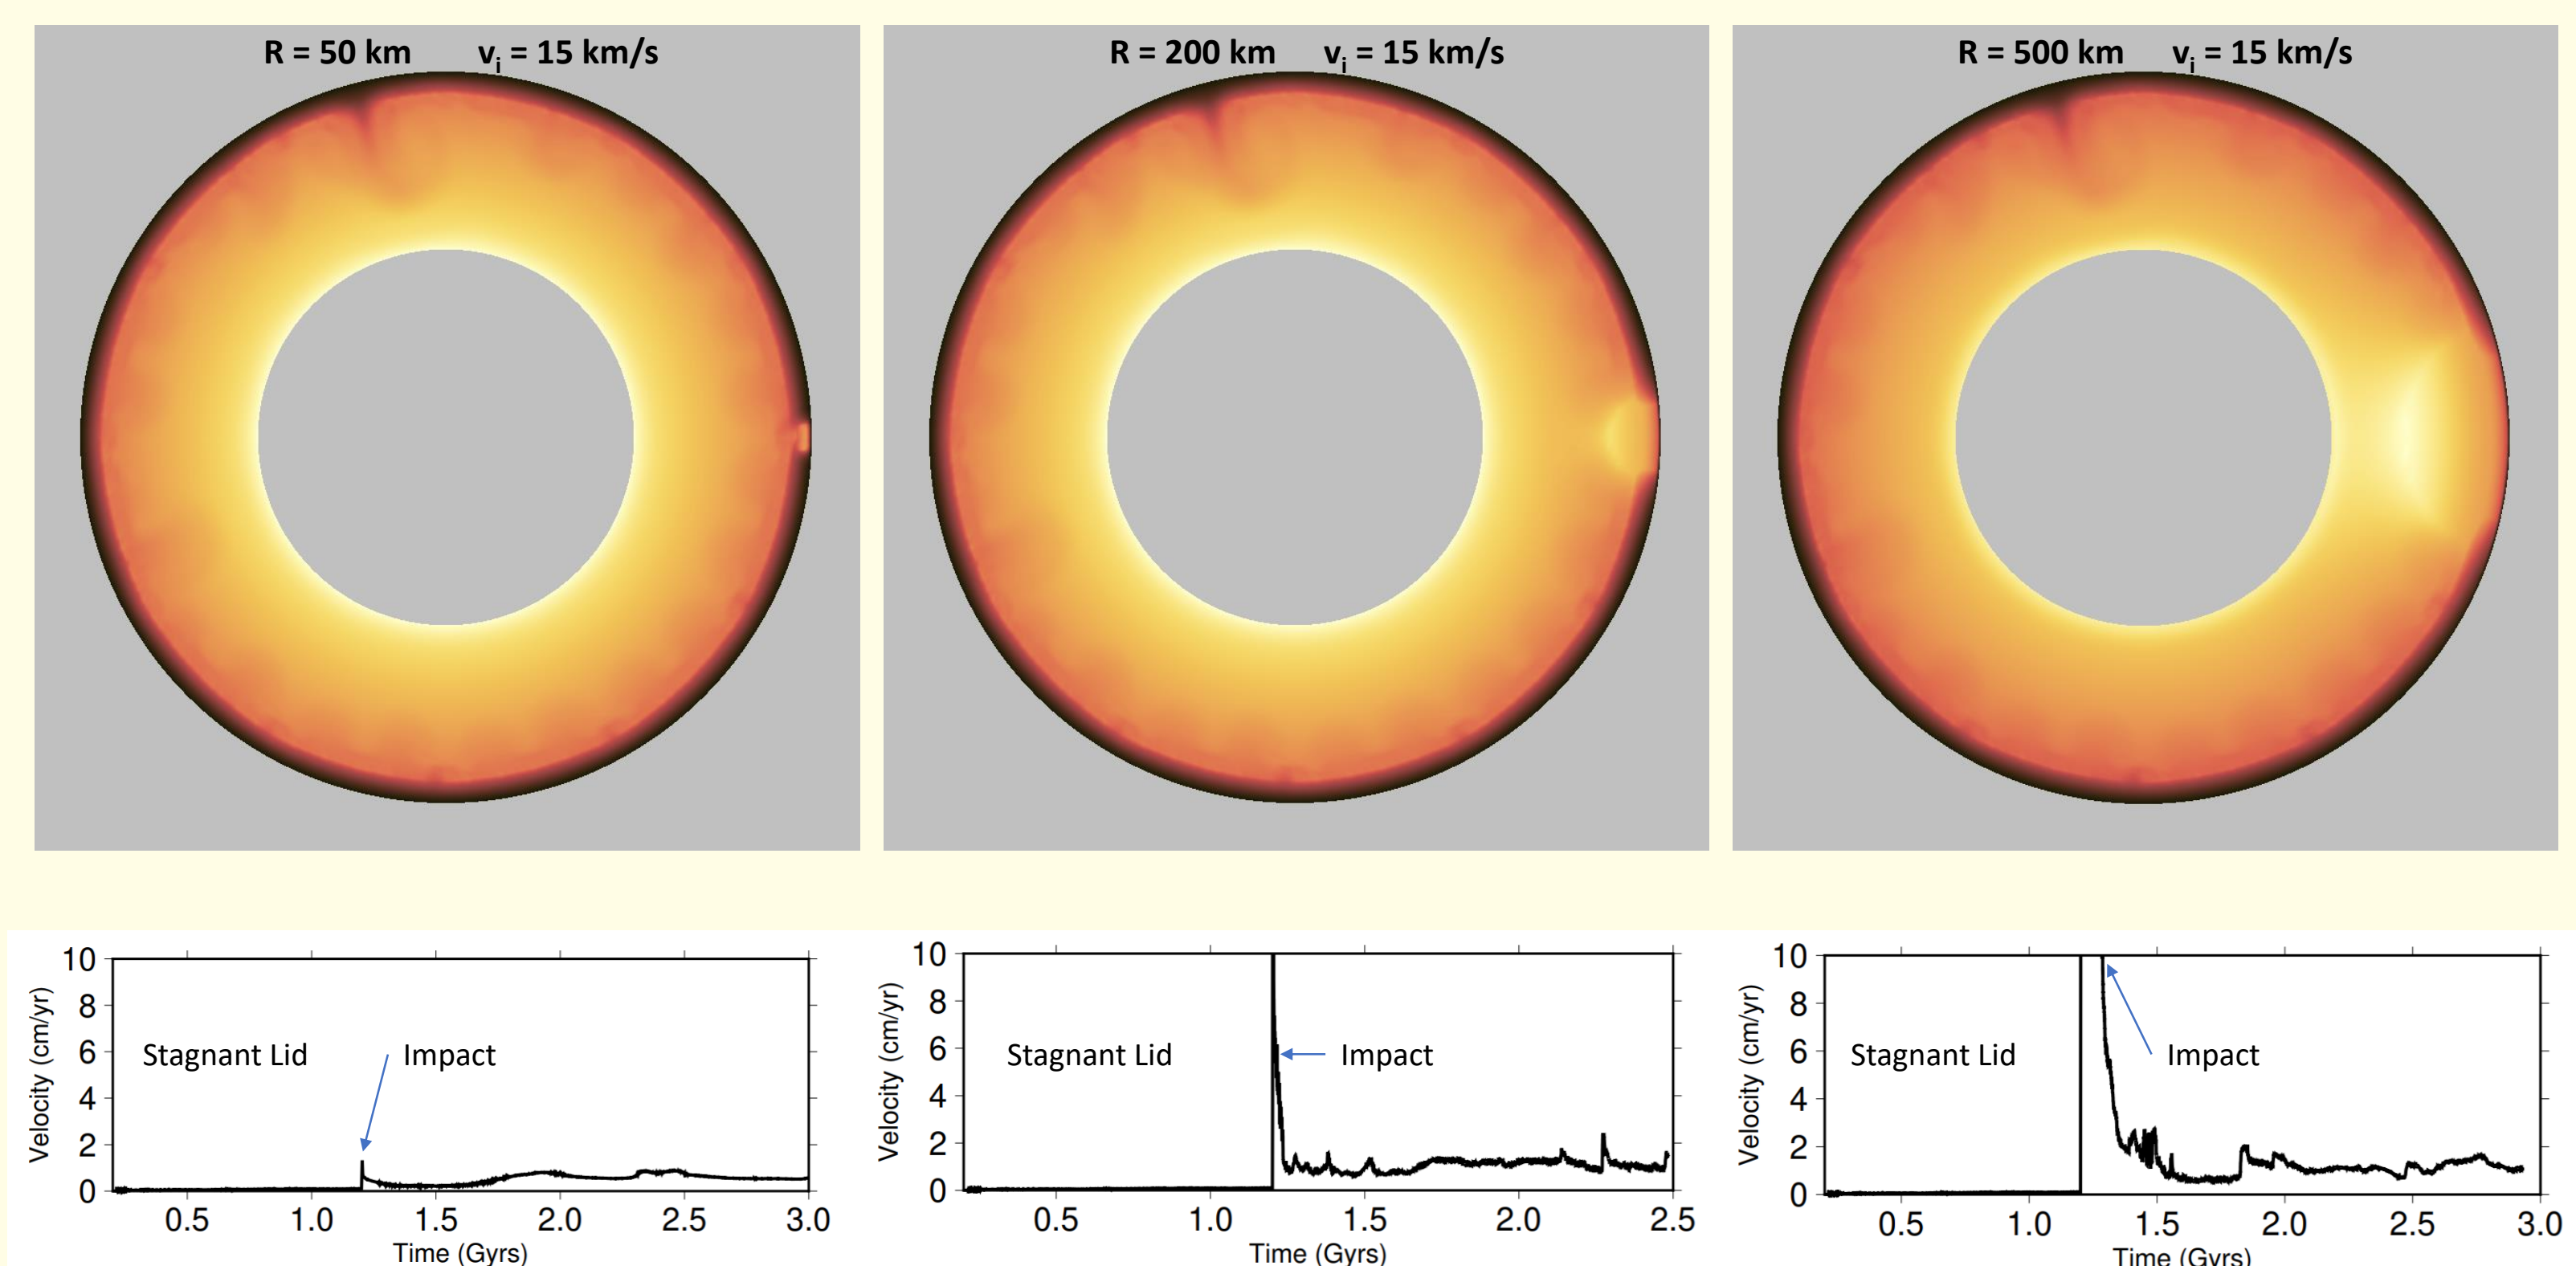 R = 50 km vi = 15 km/s
R = 200 km vi = 15 km/s
R = 500 km vi = 15 km/s
10
8
6
4
2
0
Velocity (cm/yr)
Stagnant Lid
Impact
0.5 1.0 1.5 2.0 2.5 3.0
Time (Gyrs)
10
8
6
4
2
0
Velocity (cm/yr)
Stagnant Lid
Impact
0.5 1.0 1.5 2.0 2.5
Time (Gyrs)
10
8
6
4
2
0
Velocity (cm/yr)
Stagnant Lid
Impact
0.5 1.0 1.5 2.0 2.5 3.0
Time (Gyrs)